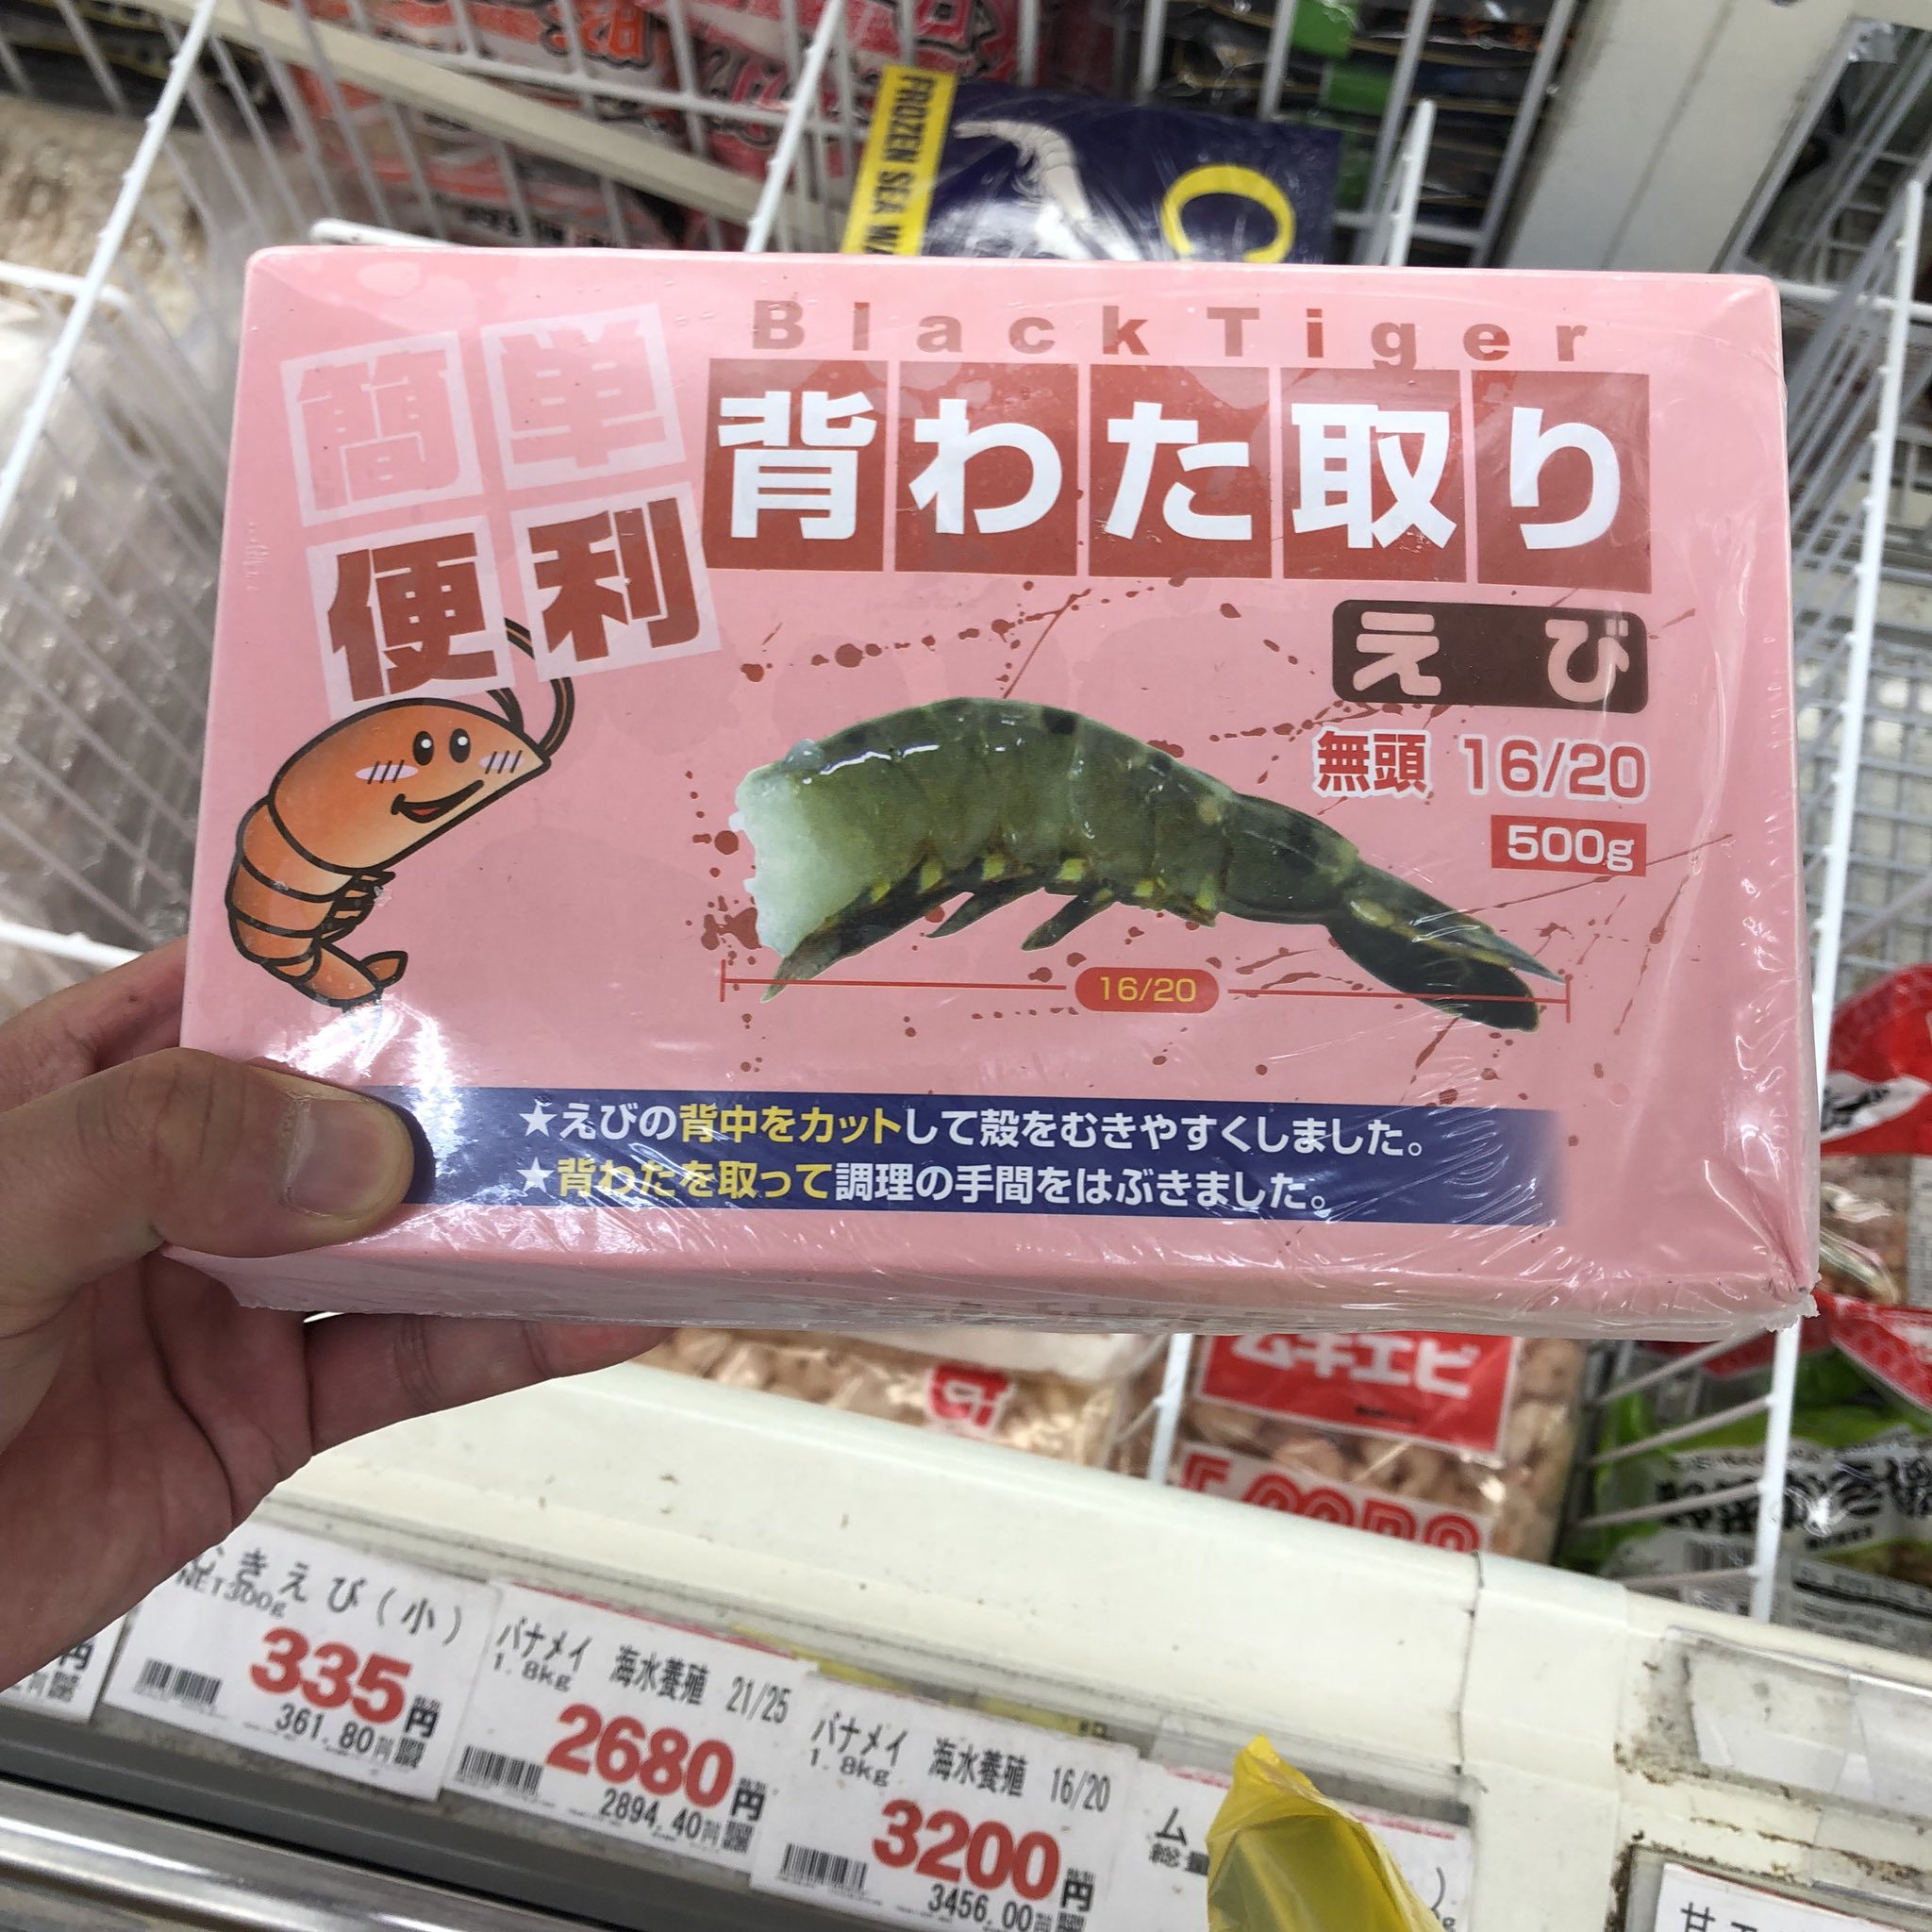 FROZEN SEA
C
Black Tiger
簡単
便利
背わた取り
えび
無頭 16/20
500g
16/20
★えびの背中をカットして殻をむきやすくしました。
★背わたを取って調理の手間をはぶきました。
ムキエビ
むきえび(小)
NET300g
335円
361.80円
バナメイ 海水養殖 21/25
1.8kg
2680円
2894.40円
バナメイ 海水養殖 16/20
1.8kg
3200円
3456.00円
ム
総量